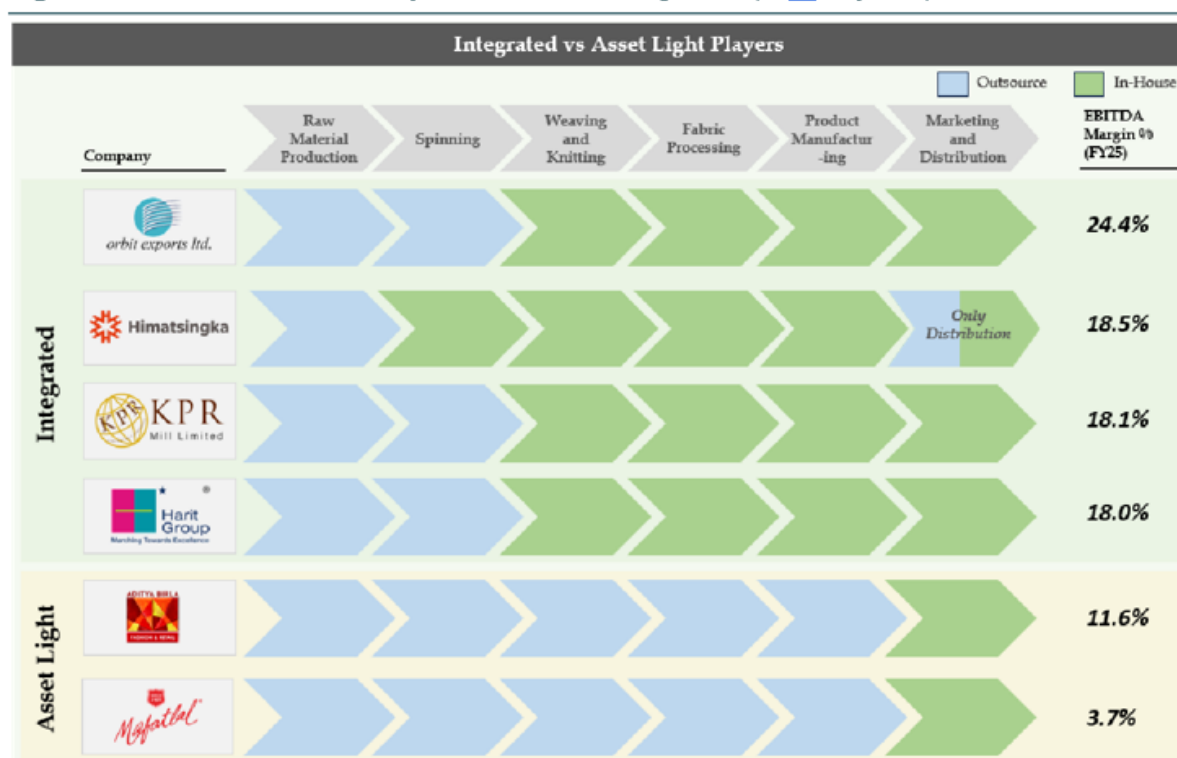 Integrated vs Asset Light Players
Outsource
In-House
Company
Raw
Material
Production
Spinning
Weaving
and
Knitting
Fabric
Processing
Product
Manufactur
-ing
Marketing
and
Distribution
EBITDA
Margin %
(FY25)
Integrated
orbit exports ltd.
24.4%
Himatsingka
Only
Distribution
18.5%
KPR
KPR
Mill Limited
18.1%
®
Harit
Group
Marching Towards Excellence
18.0%
Asset Light
ADITYA BIRLA
FASHION & RETAIL
11.6%
Mafatlal
3.7%